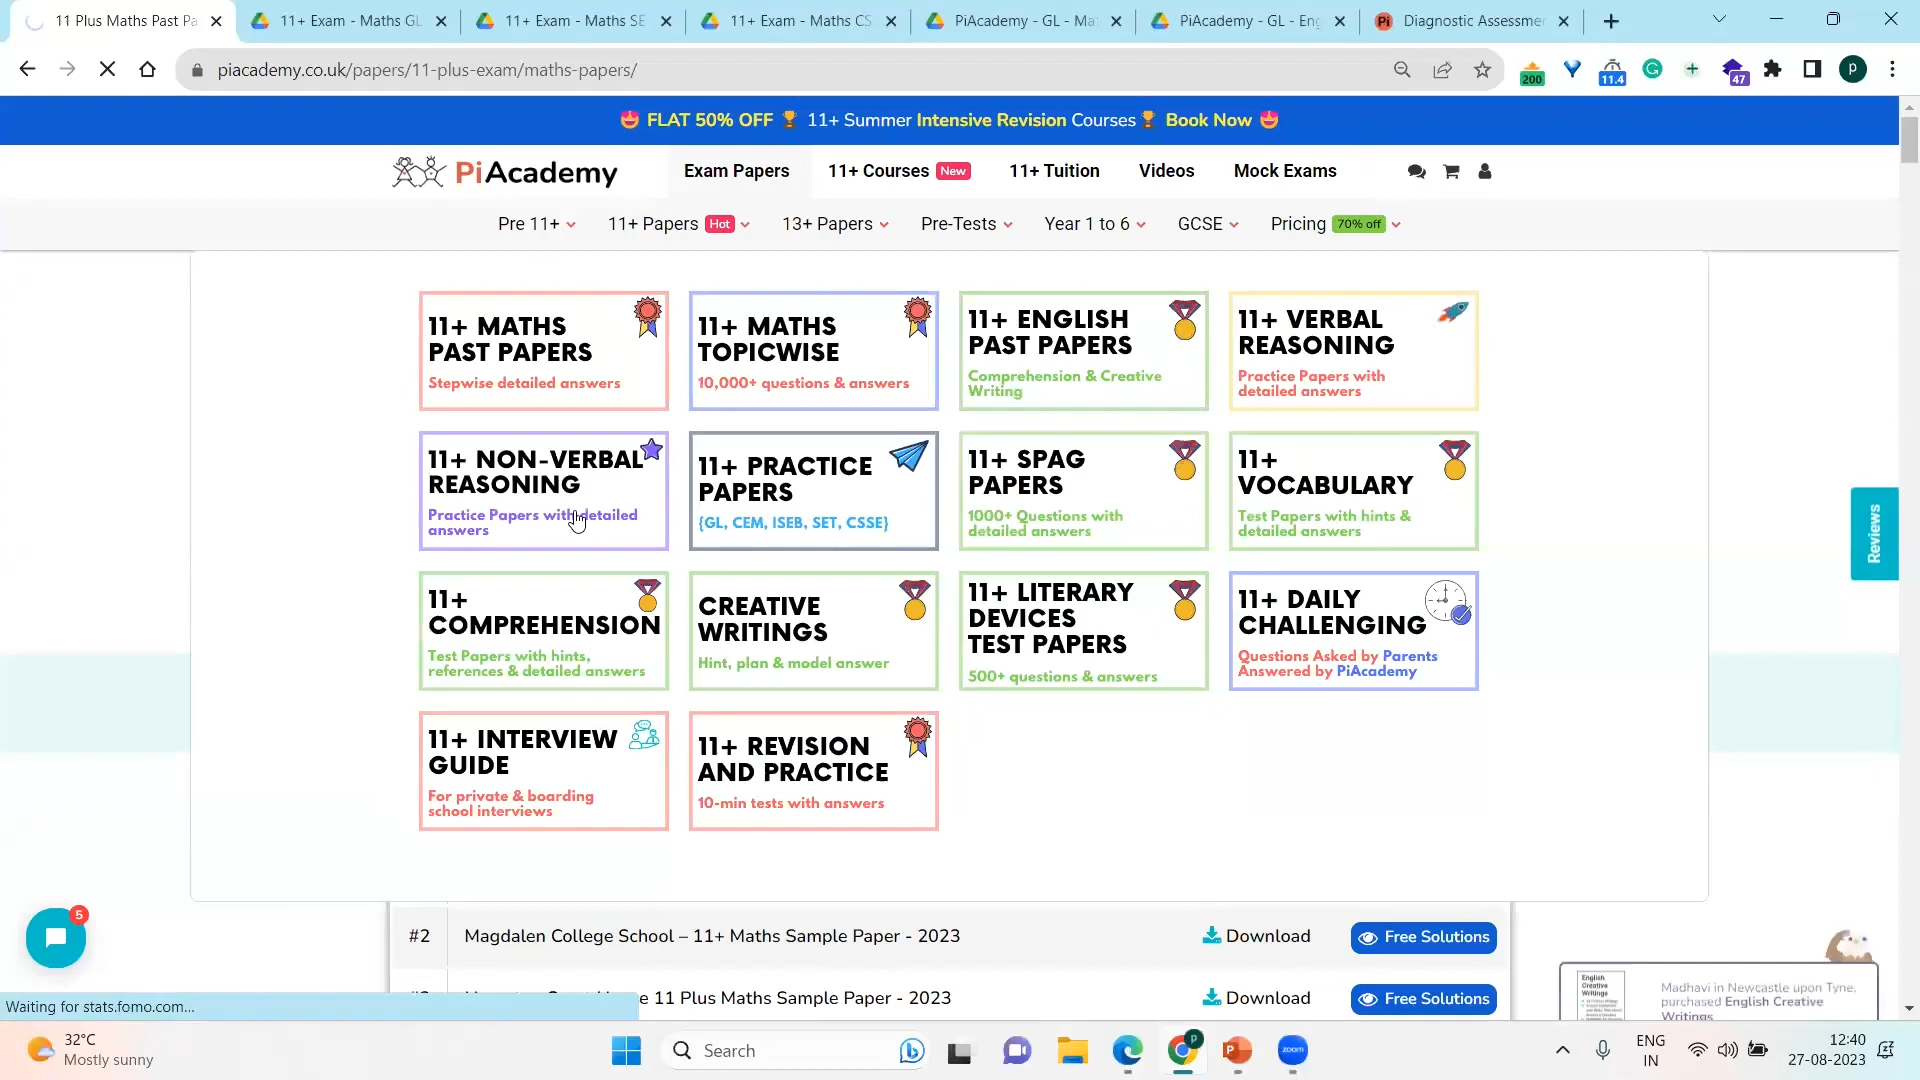 11 Plus Maths Past Pa
11+ Exam - Maths GL
11+ Exam - Maths SE
11+ Exam - Maths CS
PiAcademy - GL - Ma
PiAcademy - GL - Eng
Pi
Diagnostic Assessmen
piacademy.co.uk/papers/11-plus-exam/maths-papers/
200
11.4
47
P
FLAT 50% OFF 11+ Summer Intensive Revision Courses Book Now
PiAcademy
Exam Papers
11+ Courses New
11+ Tuition
Videos
Mock Exams
Pre 11+
11+ Papers Hot
13+ Papers
Pre-Tests
Year 1 to 6
GCSE
Pricing 70% off
11+ MATHS
PAST PAPERS
Stepwise detailed answers
11+ MATHS
TOPICWISE
10,000+ questions & answers
11+ ENGLISH
PAST PAPERS
Comprehension & Creative
Writing
11+ VERBAL
REASONING
Practice Papers with
detailed answers
11+ NON-VERBAL
REASONING
Practice Papers with detailed
answers
11+ PRACTICE
PAPERS
{GL, CEM, ISEB, SET, CSSE}
11+ SPAG
PAPERS
1000+ Questions with
detailed answers
11+
VOCABULARY
Test Papers with hints &
detailed answers
Reviews
11+
COMPREHENSION
Test Papers with hints,
references & detailed answers
CREATIVE
WRITINGS
Hint, plan & model answer
11+ LITERARY
DEVICES
TEST PAPERS
500+ questions & answers
11+ DAILY
CHALLENGING
Questions Asked by Parents
Answered by PiAcademy
11+ INTERVIEW
GUIDE
For private & boarding
school interviews
11+ REVISION
AND PRACTICE
10-min tests with answers
5
#2 Magdalen College School – 11+ Maths Sample Paper - 2023 Download Free Solutions
e 11 Plus Maths Sample Paper - 2023 Download Free Solutions
English
Creative
Writings
Madhavi in Newcastle upon Tyne,
purchased English Creative
Writings
Waiting for stats.fomo.com...
32°C
Mostly sunny
Search
P
zoom
ENG
IN
12:40
27-08-2023